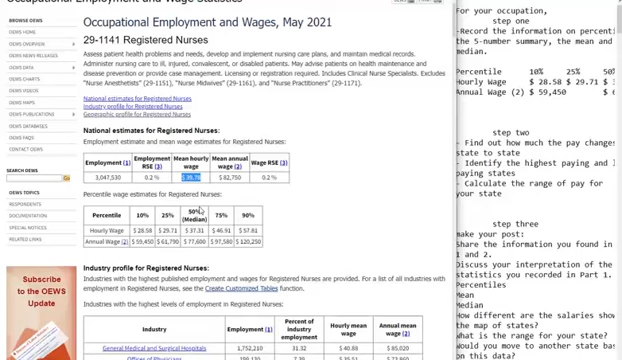 Occupational Employment and Wage Statistics
BROWSE OEWS
OEWS HOME
OEWS OVERVIEW
OEWS NEWS RELEASES
OEWS DATA
OEWS CHARTS
OEWS VIDEOS
OEWS MAPS
OEWS PUBLICATIONS
OEWS DATABASES
OEWS FAQS
CONTACT OEWS
SEARCH OEWS
Go
OEWS TOPICS
RESPONDENTS
DOCUMENTATION
SPECIAL NOTICES
RELATED LINKS
Subscribe
to the OEWS
Update
Occupational Employment and Wages, May 2021
29-1141 Registered Nurses
Assess patient health problems and needs, develop and implement nursing care plans, and maintain medical records.
Administer nursing care to ill, injured, convalescent, or disabled patients. May advise patients on health maintenance and
disease prevention or provide case management. Licensing or registration required. Includes Clinical Nurse Specialists. Excludes
"Nurse Anesthetists" (29-1151), "Nurse Midwives" (29-1161), and "Nurse Practitioners" (29-1171).
National estimates for Registered Nurses
Industry profile for Registered Nurses
Geographic profile for Registered Nurses
National estimates for Registered Nurses:
Employment estimate and mean wage estimates for Registered Nurses:
Employment (1) Employment RSE (3) Mean hourly wage Mean annual wage (2) Wage RSE (3)
3,047,530 0.2 % $ 39.78 $ 82,750 0.2 %
Percentile wage estimates for Registered Nurses:
Percentile 10% 25% 50% (Median) 75% 90%
Hourly Wage $ 28.58 $ 29.71 $ 37.31 $ 46.91 $ 57.81
Annual Wage (2) $ 59,450 $ 61,790 $ 77,600 $ 97,580 $ 120,250
Industry profile for Registered Nurses:
Industries with the highest published employment and wages for Registered Nurses are provided. For a list of all industries with
employment in Registered Nurses, see the Create Customized Tables function.
Industries with the highest levels of employment in Registered Nurses:
Industry Employment (1) Percent of industry employment Hourly mean wage Annual mean wage (2)
General Medical and Surgical Hospitals 1,752,210 31.32 $ 40.88 $ 85,020
Offices of Physicians
For your occupation,
step one
-Record the information on
the 5-number summary, the mean and
median.
Percentile 10% 25% 50%
Hourly Wage $ 28.58 $ 29.71 $
Annual Wage (2) $ 59,450 $
step two
- Find out how much the pay changes
state to state
- Identify the highest paying and
paying states
- Calculate the range of pay for
your state
step three
make your post:
Share the information you found in
1 and 2.
Discuss your interpretation of the
statistics you recorded in Part 1.
Percentiles
Mean
Median
How different are the salaries
the map of states?
What is the range for your state?
Would you move to another state
on this data?